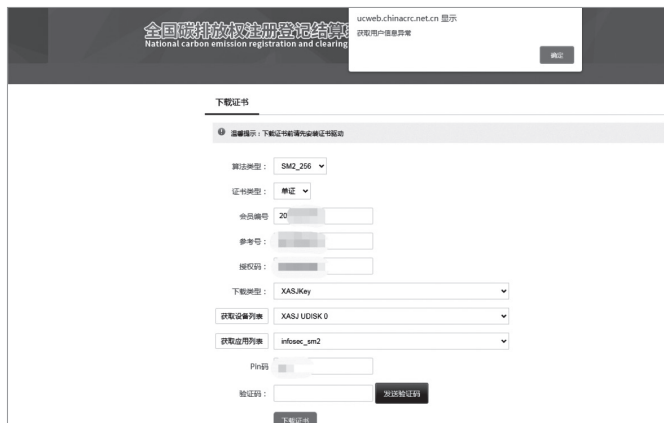 全国碳排放权注册登记结算
National carbon emission registration and clearing
ucweb.chinacrc.net.cn 显示
获取用户信息异常
确定
下载证书
温馨提示：下载证书前请先安装证书驱动
算法类型： SM2_256
证书类型： 单证
会员编号 20
参考号：
授权码：
下载类型： XASJKey
获取设备列表 XASJ UDISK 0
获取应用列表 infosec_sm2
Pin码
验证码： 发送验证码
下载证书